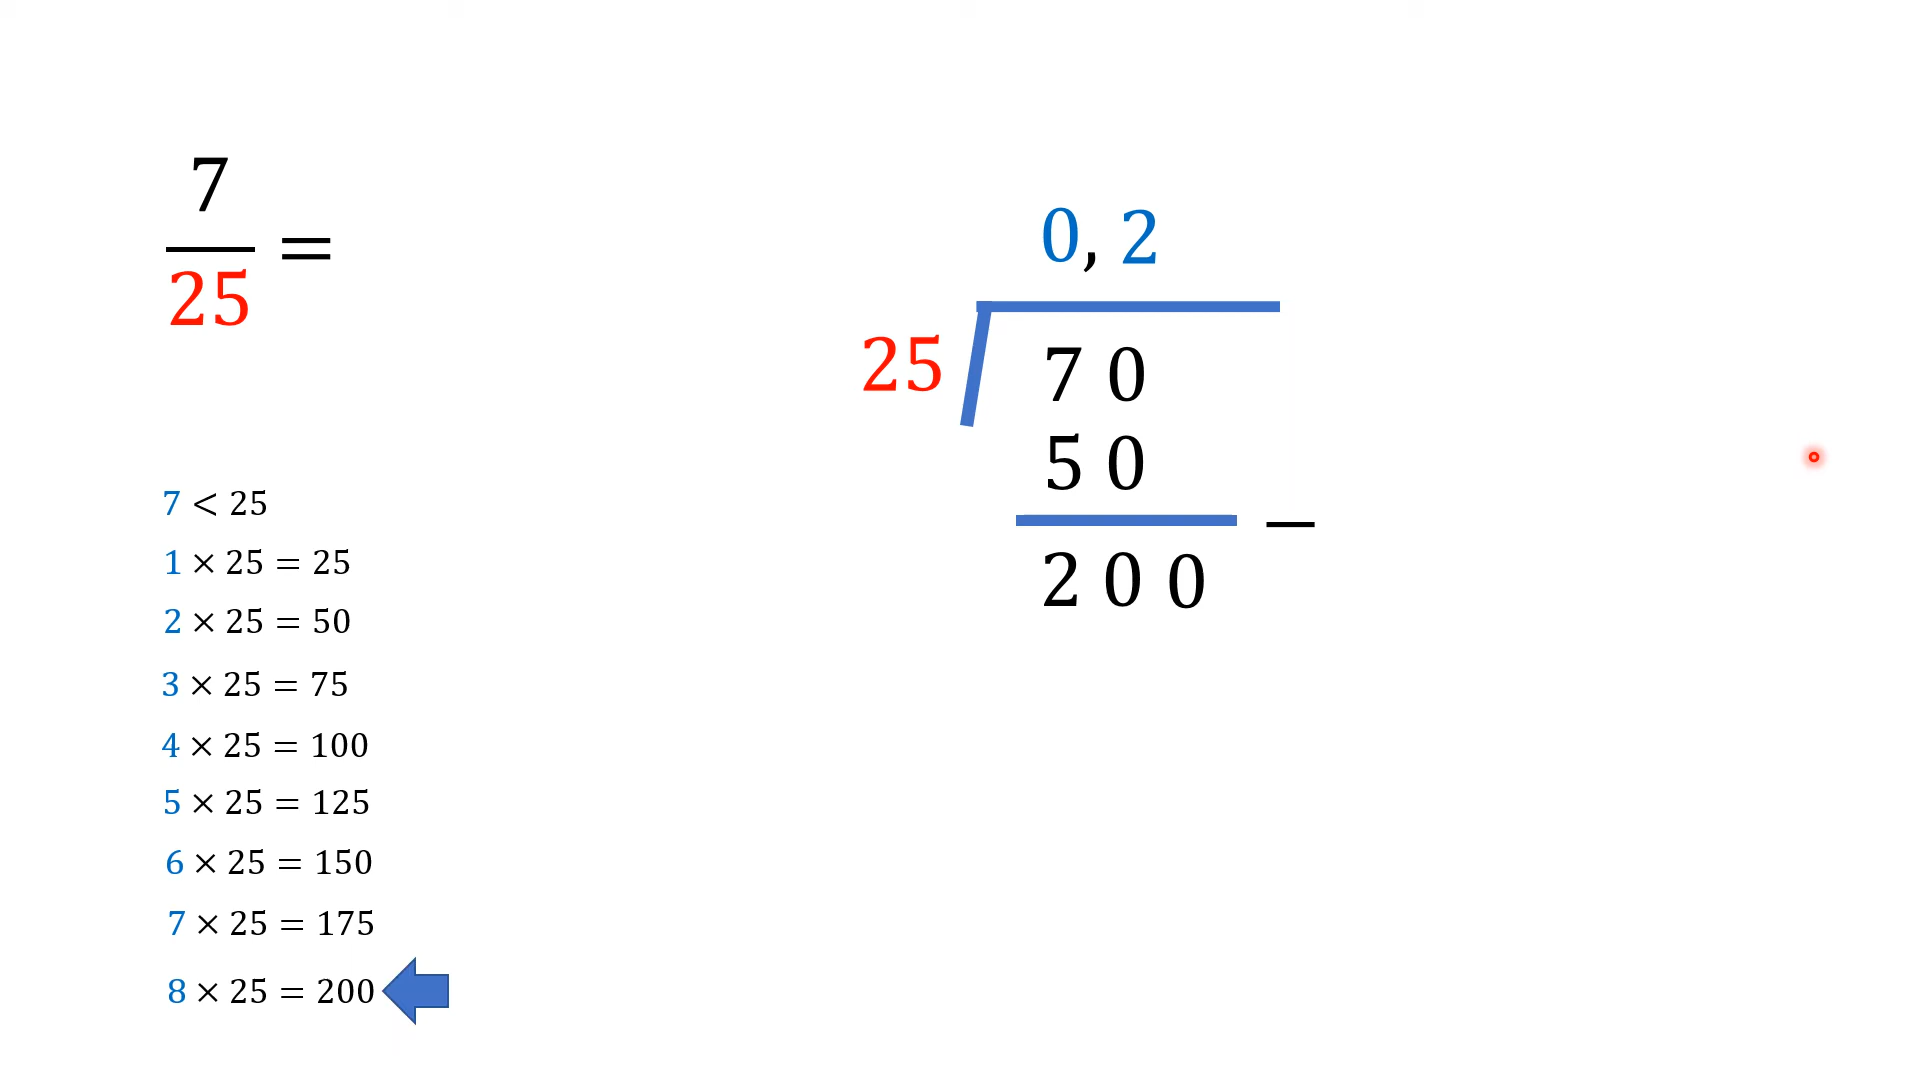 7
25
=
7 < 25
1 × 25 = 25
2 × 25 = 50
3 × 25 = 75
4 × 25 = 100
5 × 25 = 125
6 × 25 = 150
7 × 25 = 175
8 × 25 = 200
0, 2
25
7 0
5 0
−
2 0 0